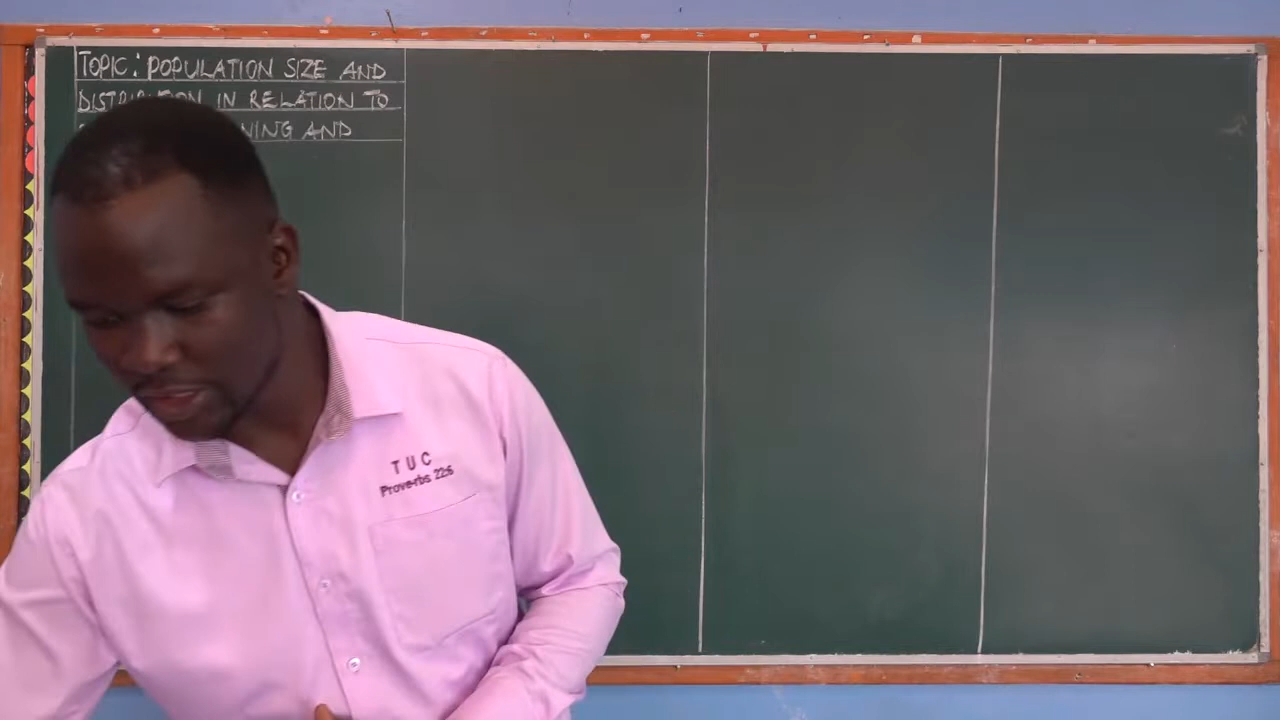 TOPIC: POPULATION SIZE AND
IN RELATION TO
AND
TUC
Proverbs 22:6